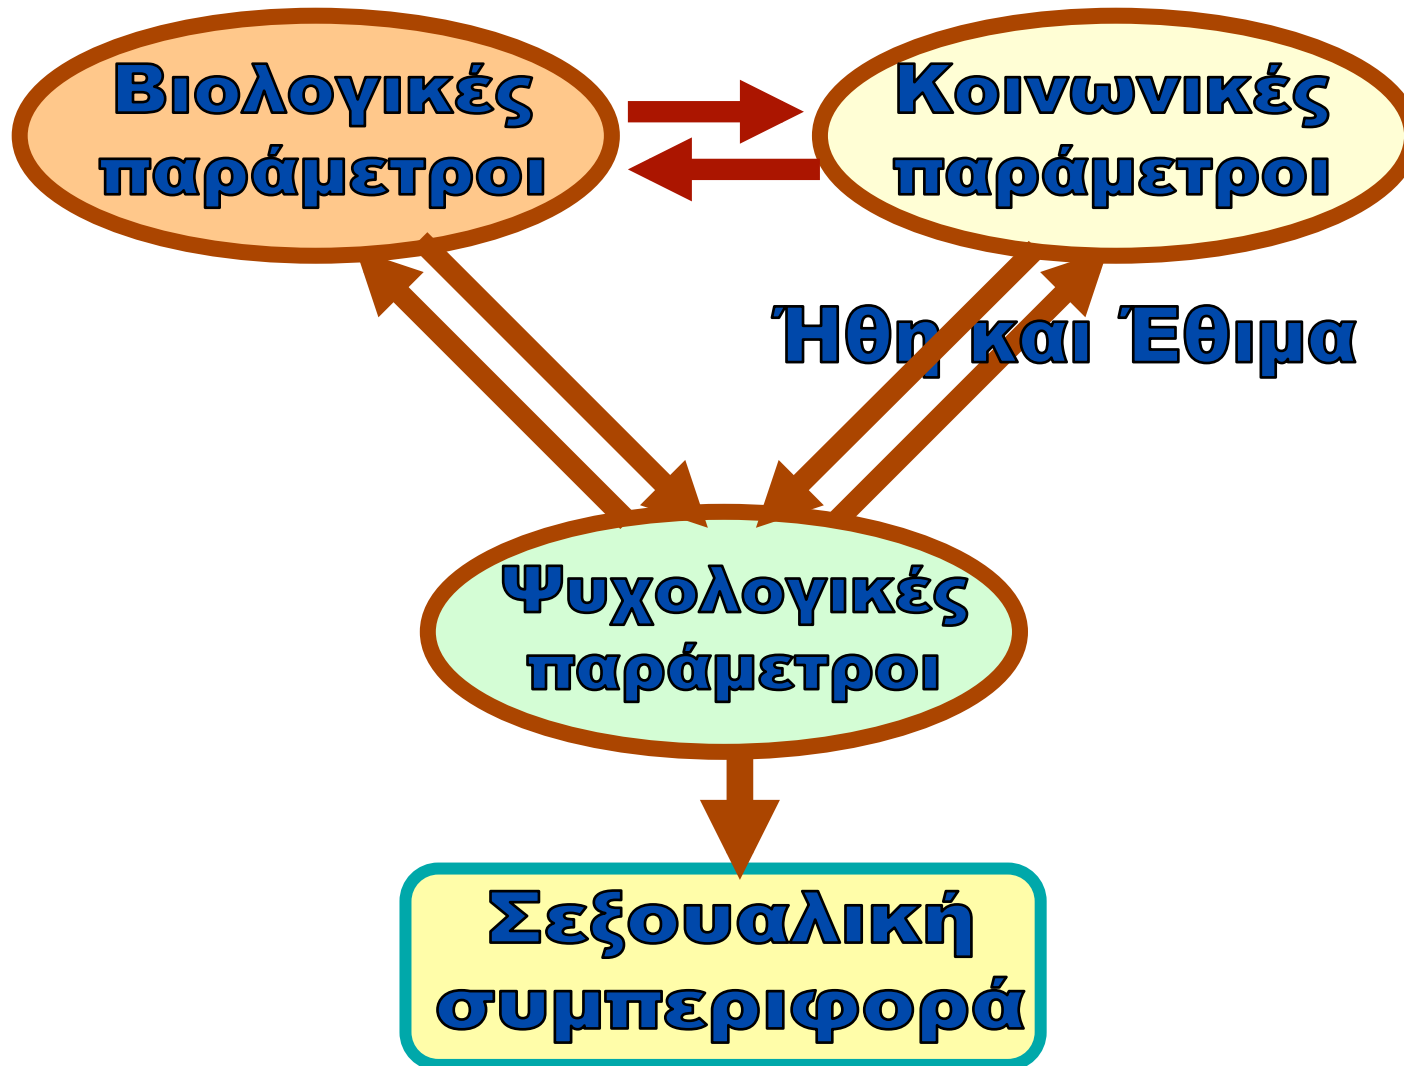 Βιολογικές
παράμετροι
Κοινωνικές
παράμετροι
Ήθη και Έθιμα
Ψυχολογικές
παράμετροι
Σεξουαλική
συμπεριφορά